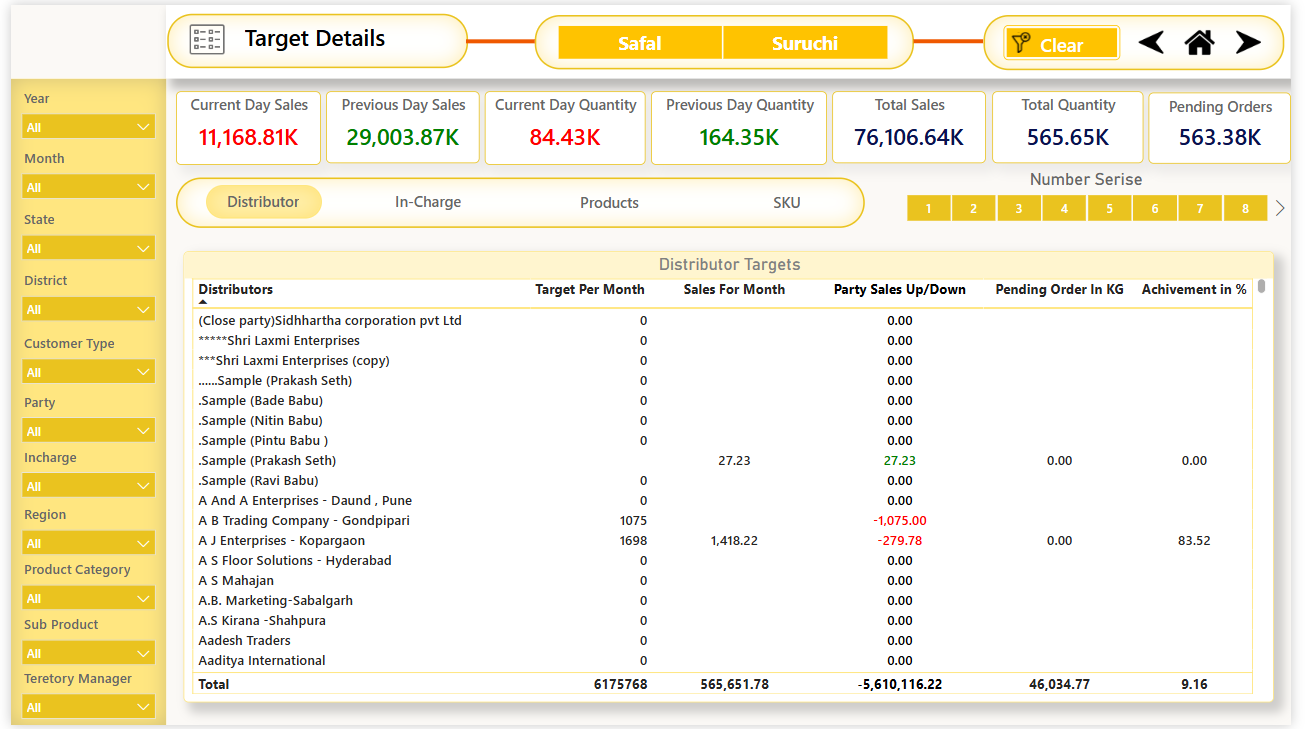 Target Details
Safal Suruchi
Clear
Year
All
Month
All
State
All
District
All
Customer Type
All
Party
All
Incharge
All
Region
All
Product Category
All
Sub Product
All
Teretory Manager
All
Current Day Sales
11,168.81K
Previous Day Sales
29,003.87K
Current Day Quantity
84.43K
Previous Day Quantity
164.35K
Total Sales
76,106.64K
Total Quantity
565.65K
Pending Orders
563.38K
Distributor In-Charge Products SKU
Number Serise
1 2 3 4 5 6 7 8
Distributor Targets
Distributors Target Per Month Sales For Month Party Sales Up/Down Pending Order In KG Achivement in %
(Close party)Sidhhartha corporation pvt Ltd 0 0.00
*****Shri Laxmi Enterprises 0 0.00
***Shri Laxmi Enterprises (copy) 0 0.00
......Sample (Prakash Seth) 0 0.00
.Sample (Bade Babu) 0 0.00
.Sample (Nitin Babu) 0 0.00
.Sample (Pintu Babu ) 0 0.00
.Sample (Prakash Seth) 27.23 27.23 0.00 0.00
.Sample (Ravi Babu) 0 0.00
A And A Enterprises - Daund , Pune 0 0.00
A B Trading Company - Gondpipari 1075 -1,075.00
A J Enterprises - Kopargaon 1698 1,418.22 -279.78 0.00 83.52
A S Floor Solutions - Hyderabad 0 0.00
A S Mahajan 0 0.00
A.B. Marketing-Sabalgarh 0 0.00
A.S Kirana -Shahpura 0 0.00
Aadesh Traders 0 0.00
Aaditya International 0 0.00
Total 6175768 565,651.78 -5,610,116.22 46,034.77 9.16